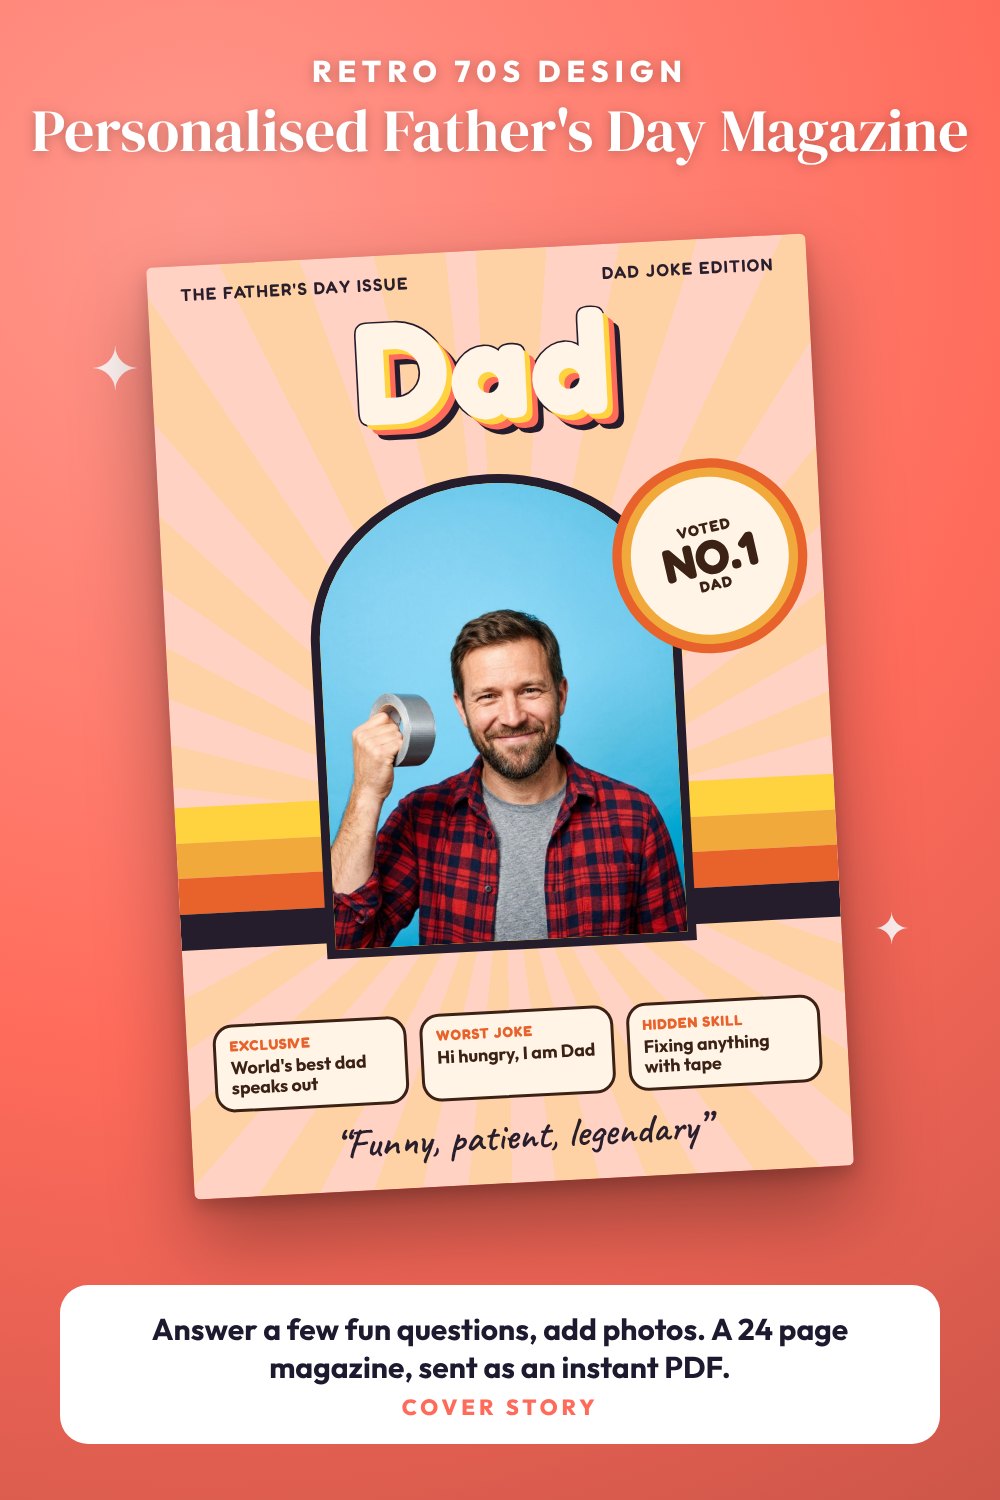 RETRO 70S DESIGN
Personalised Father's Day Magazine
THE FATHER'S DAY ISSUE
DAD JOKE EDITION
Dad
VOTED
NO.1
DAD
EXCLUSIVE
World's best dad
speaks out
WORST JOKE
Hi hungry, I am Dad
HIDDEN SKILL
Fixing anything
with tape
“Funny, patient, legendary”
Answer a few fun questions, add photos. A 24 page
magazine, sent as an instant PDF.
COVER STORY